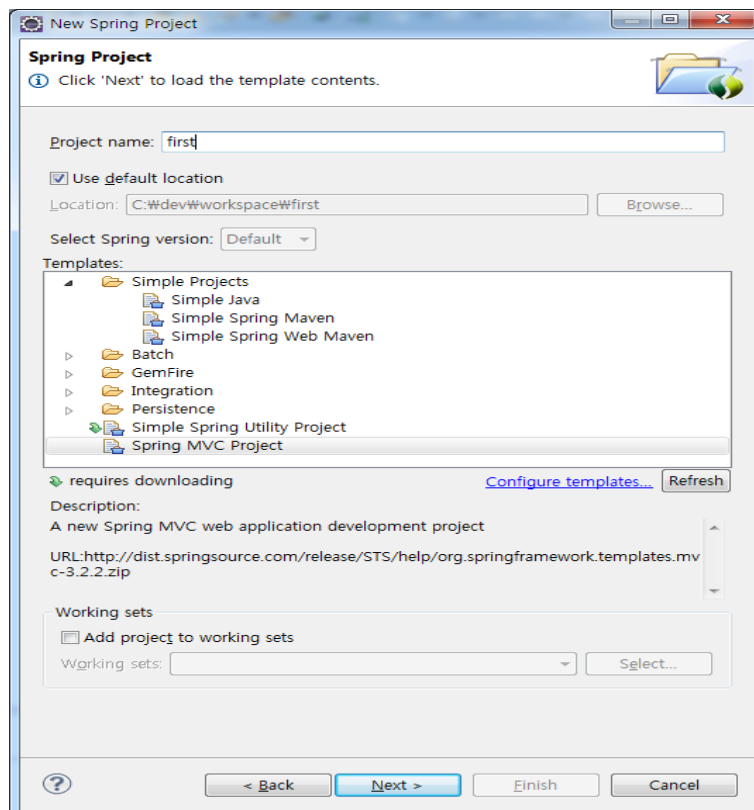 New Spring Project
Spring Project
Click 'Next' to load the template contents.
Project name: first
Use default location
Location: C:₩dev₩workspace₩first Browse...
Select Spring version: Default
Templates:
Simple Projects
Simple Java
Simple Spring Maven
Simple Spring Web Maven
Batch
GemFire
Integration
Persistence
Simple Spring Utility Project
Spring MVC Project
requires downloading Configure templates... Refresh
Description:
A new Spring MVC web application development project
URL:http://dist.springsource.com/release/STS/help/org.springframework.templates.mv
c-3.2.2.zip
Working sets
Add project to working sets
Working sets: Select...
? < Back Next > Finish Cancel